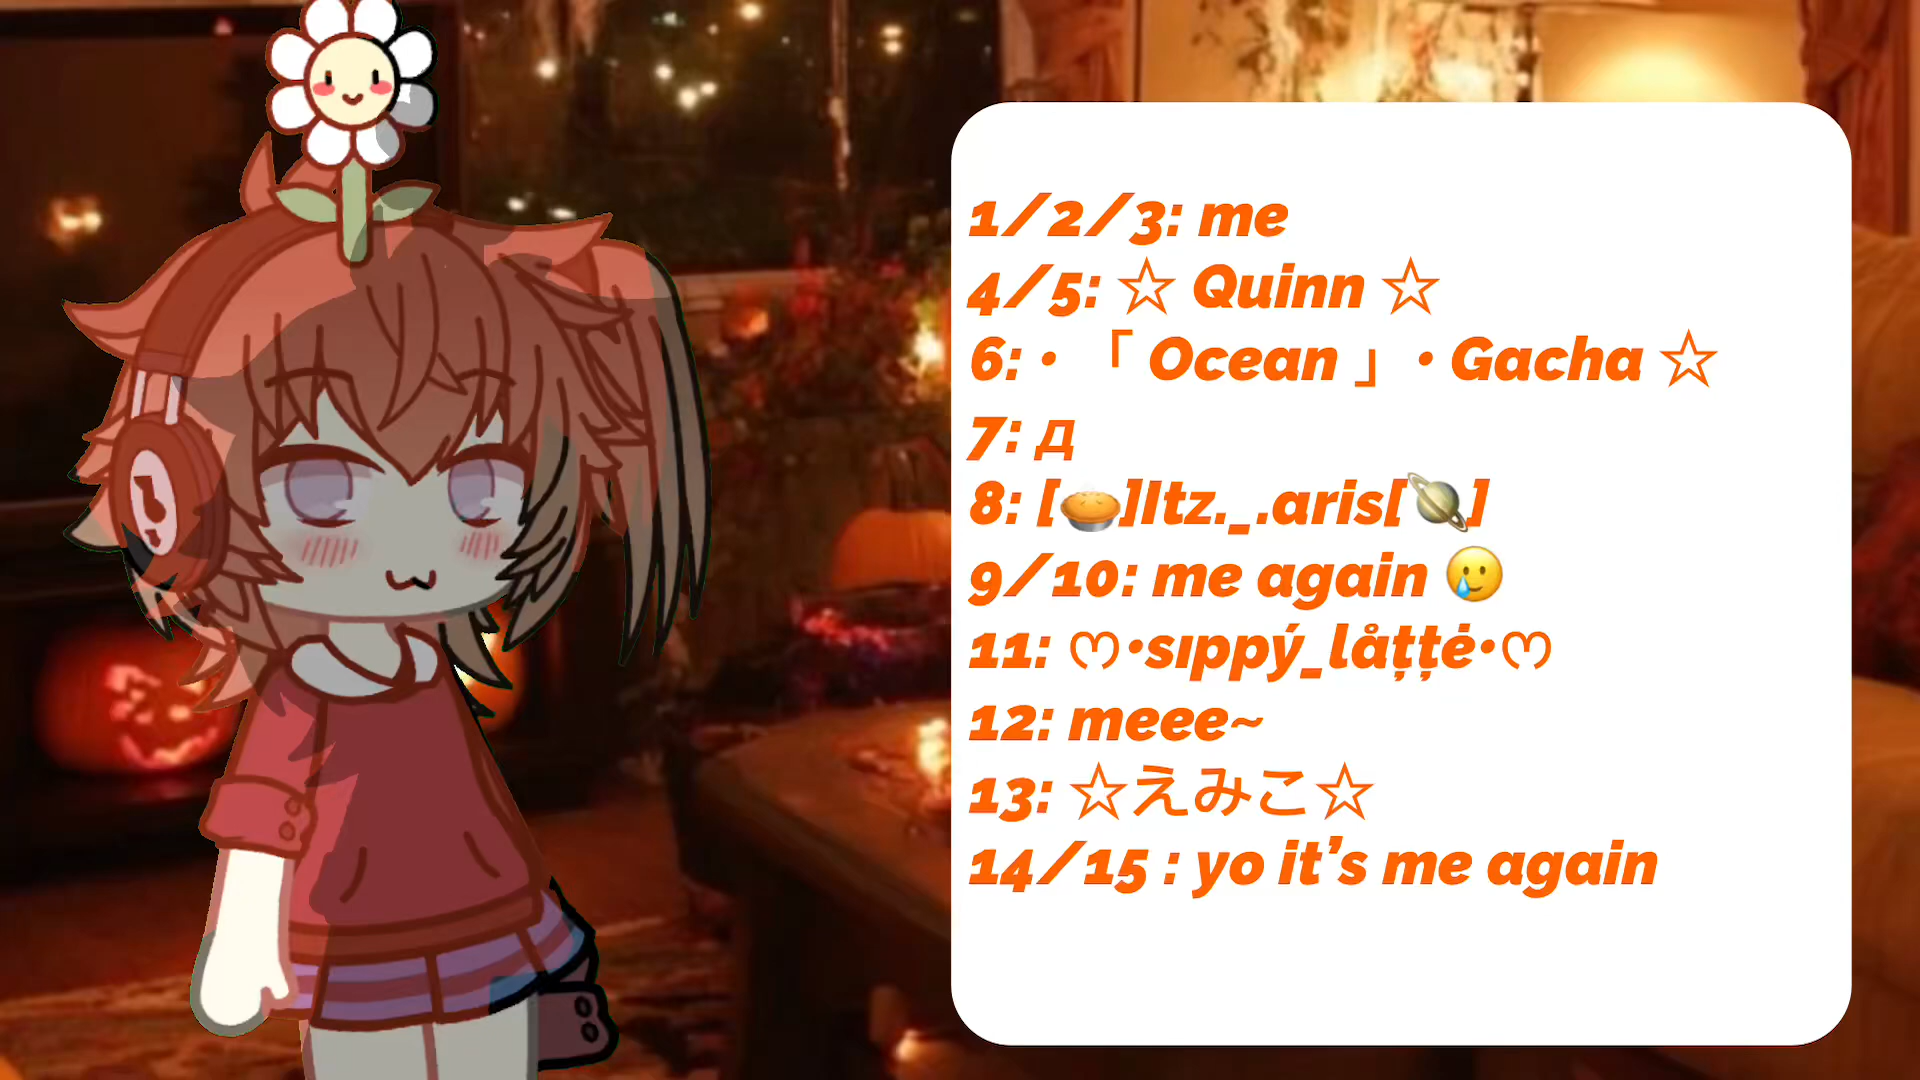 1/2/3: me
4/5: ☆ Quinn ☆
6: • 「 Ocean 」 • Gacha ☆
7: д
8: [🥧]Itz._.aris[🪐]
9/10: me again 🥲
11: ෆ•sıppý_låțțė•ෆ
12: meee~
13: ☆えみこ☆
14/15 : yo it’s me again